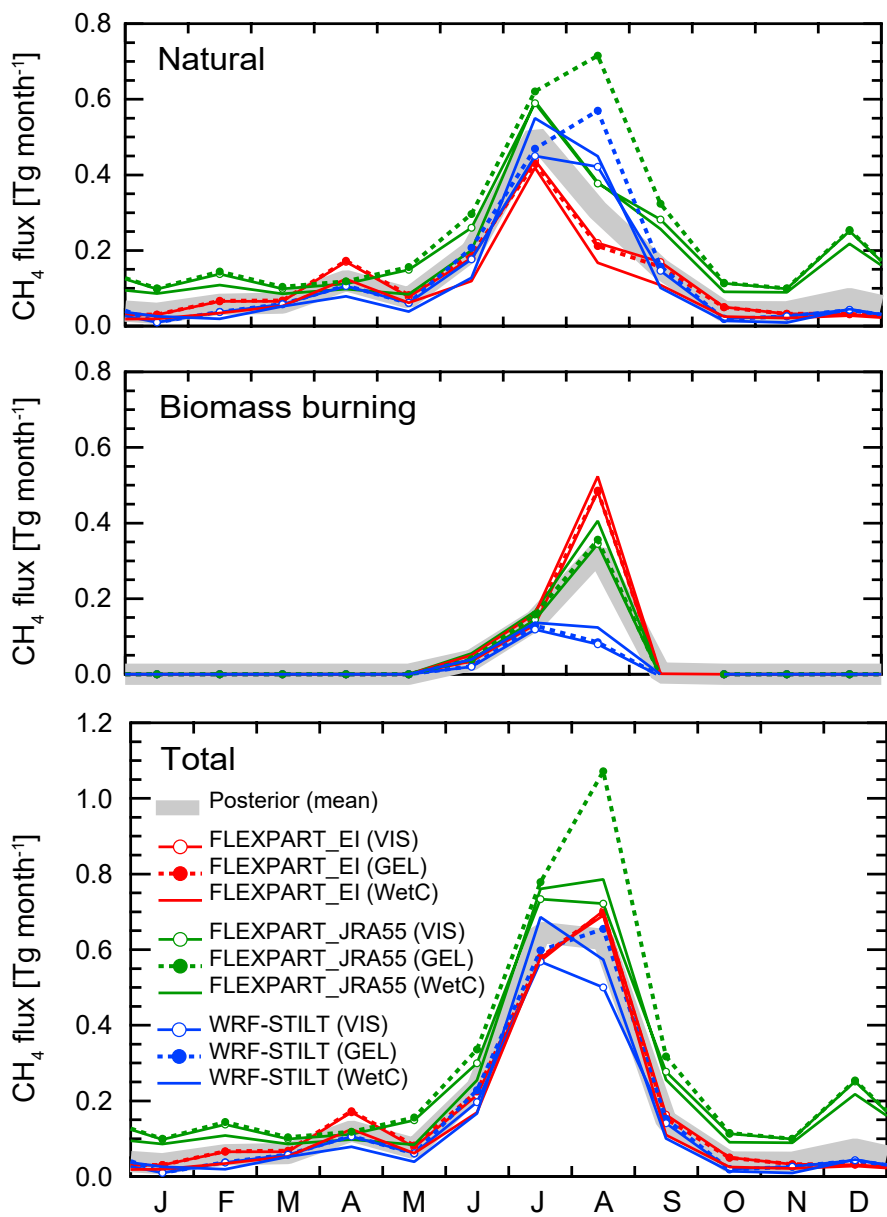 0.8
Natural
0.6
0.4
0.2
0.0
CH₄ flux [Tg month⁻¹]
0.8
Biomass burning
0.6
0.4
0.2
0.0
CH₄ flux [Tg month⁻¹]
1.2
Total
Posterior (mean)
1.0
FLEXPART_EI (VIS)
FLEXPART_EI (GEL)
FLEXPART_EI (WetC)
0.8
FLEXPART_JRA55 (VIS)
FLEXPART_JRA55 (GEL)
0.6
FLEXPART_JRA55 (WetC)
WRF-STILT (VIS)
0.4
WRF-STILT (GEL)
WRF-STILT (WetC)
0.2
0.0
CH₄ flux [Tg month⁻¹]
J F M A M J J A S O N D